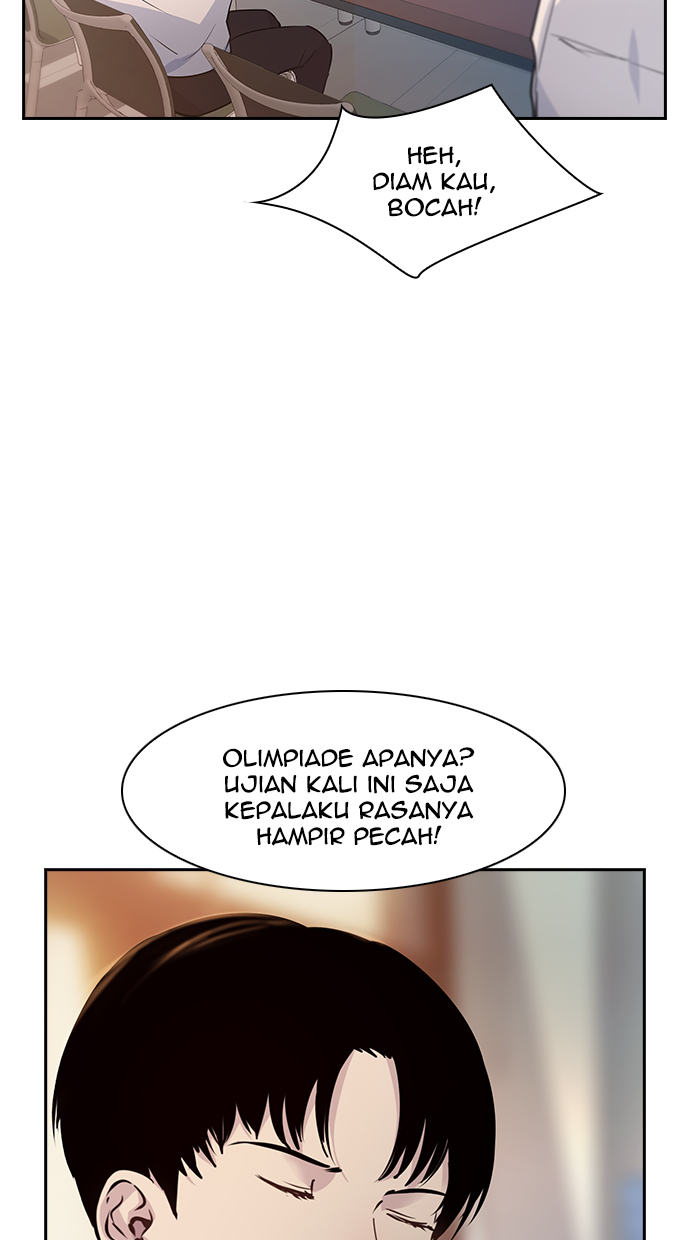 HEH,
DIAM KAU,
BOCAH!
OLIMPIADE APANYA?
UJIAN KALI INI SAJA
KEPALAKU RASANYA
HAMPIR PECAH!